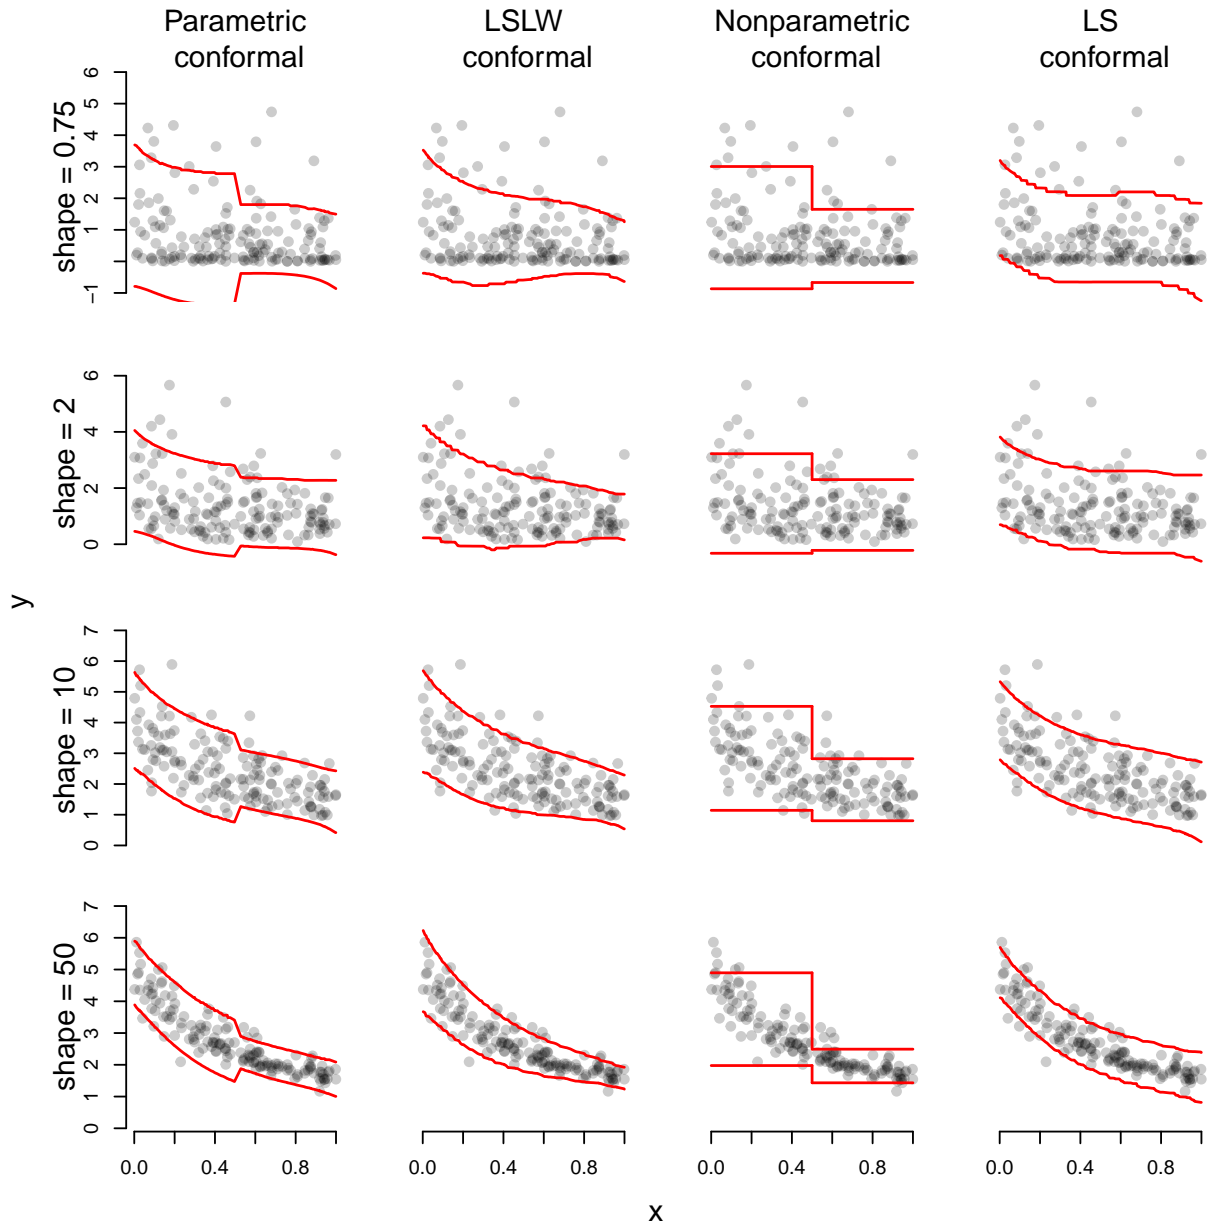 Parametric conformal
LSLW conformal
Nonparametric conformal
LS conformal
shape = 0.75
6
5
4
3
2
1
−1
shape = 2
6
4
2
0
y
shape = 10
7
6
5
4
3
2
1
0
shape = 50
7
6
5
4
3
2
1
0
0.0 0.4 0.8
0.0 0.4 0.8
0.0 0.4 0.8
0.0 0.4 0.8
x